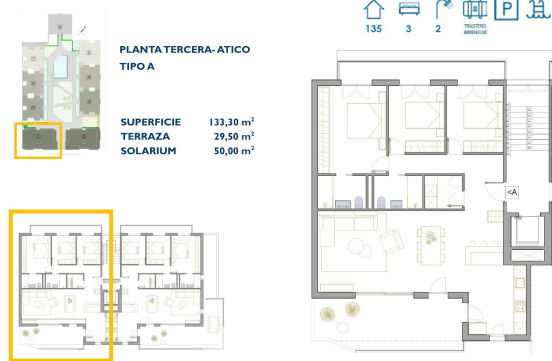 135 3 2 TRASTERO P
WAREHOUSE
PLANTA TERCERA- ATICO
TIPO A
SUPERFICIE 133,30 m²
TERRAZA 29,50 m²
SOLARIUM 50,00 m²
<A